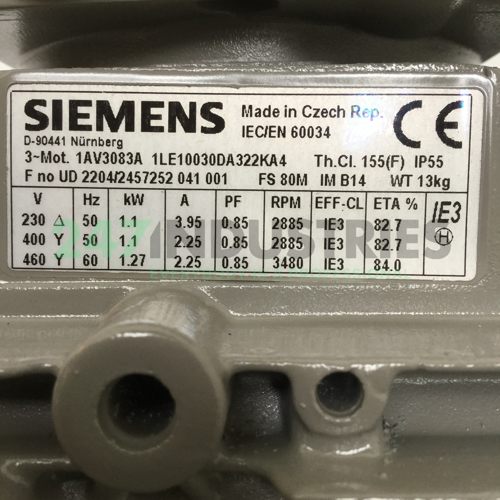 SIEMENS
Made in Czech Rep.
D-90441 Nürnberg
IEC/EN 60034
CE
3~Mot. 1AV3083A 1LE10030DA322KA4 Th.Cl. 155(F) IP55
F no UD 2204/2457252 041 001 FS 80M IM B14 WT 13kg
V Hz kW A PF RPM EFF-CL ETA %
230 Δ 50 1.1 3.95 0.85 2885 IE3 82.7
400 Y 50 1.1 2.25 0.85 2885 IE3 82.7
460 Y 60 1.27 2.25 0.85 3480 IE3 84.0
IE3
H
247INDUSTRIES